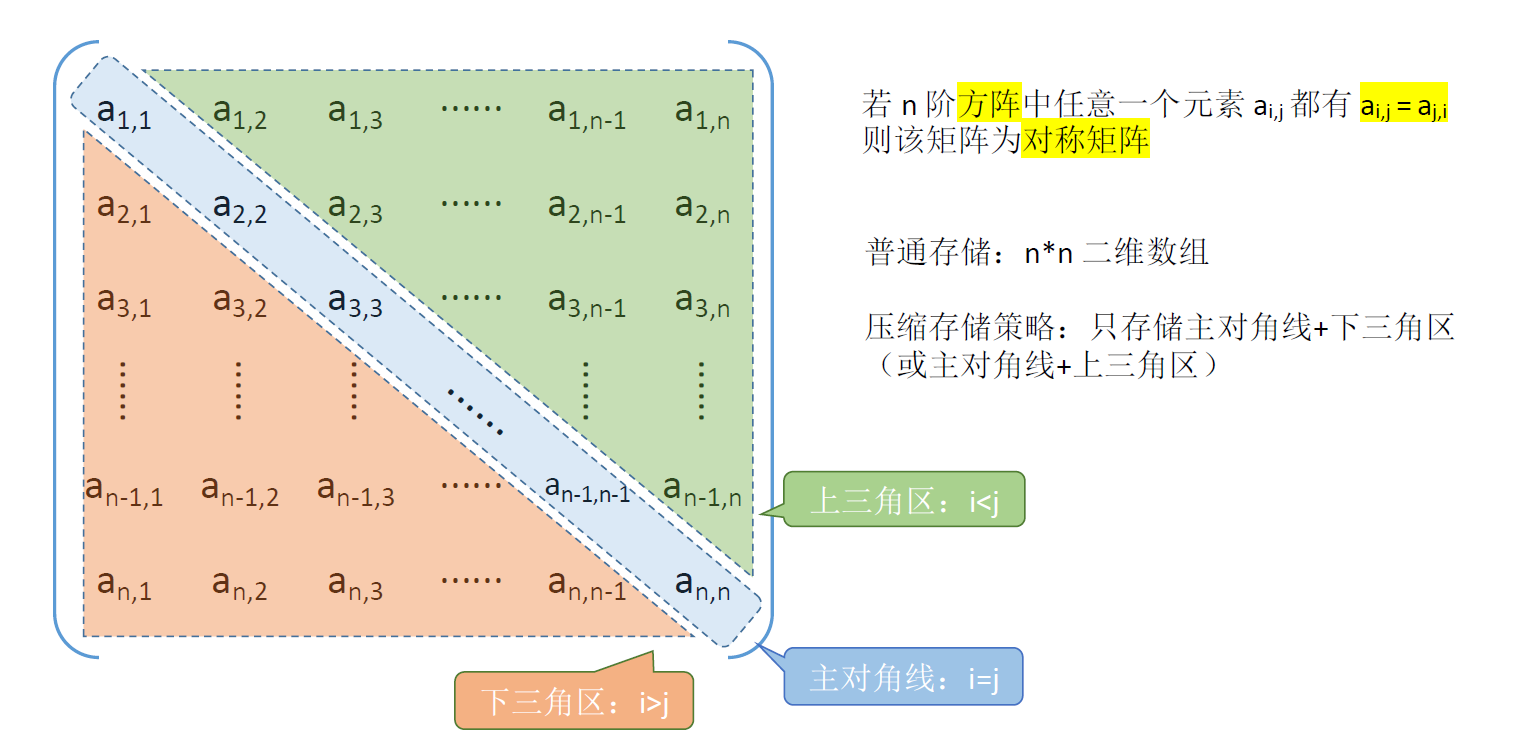 a1,1 a1,2 a1,3 …… a1,n-1 a1,n
a2,1 a2,2 a2,3 …… a2,n-1 a2,n
a3,1 a3,2 a3,3 …… a3,n-1 a3,n
…… …… …… …… …… ……
an-1,1 an-1,2 an-1,3 …… an-1,n-1 an-1,n
an,1 an,2 an,3 …… an,n-1 an,n
若 n 阶方阵中任意一个元素 ai,j 都有 ai,j = aj,i
则该矩阵为对称矩阵
普通存储：n*n 二维数组
压缩存储策略：只存储主对角线+下三角区
（或主对角线+上三角区）
上三角区：i<j
主对角线：i=j
下三角区：i>j